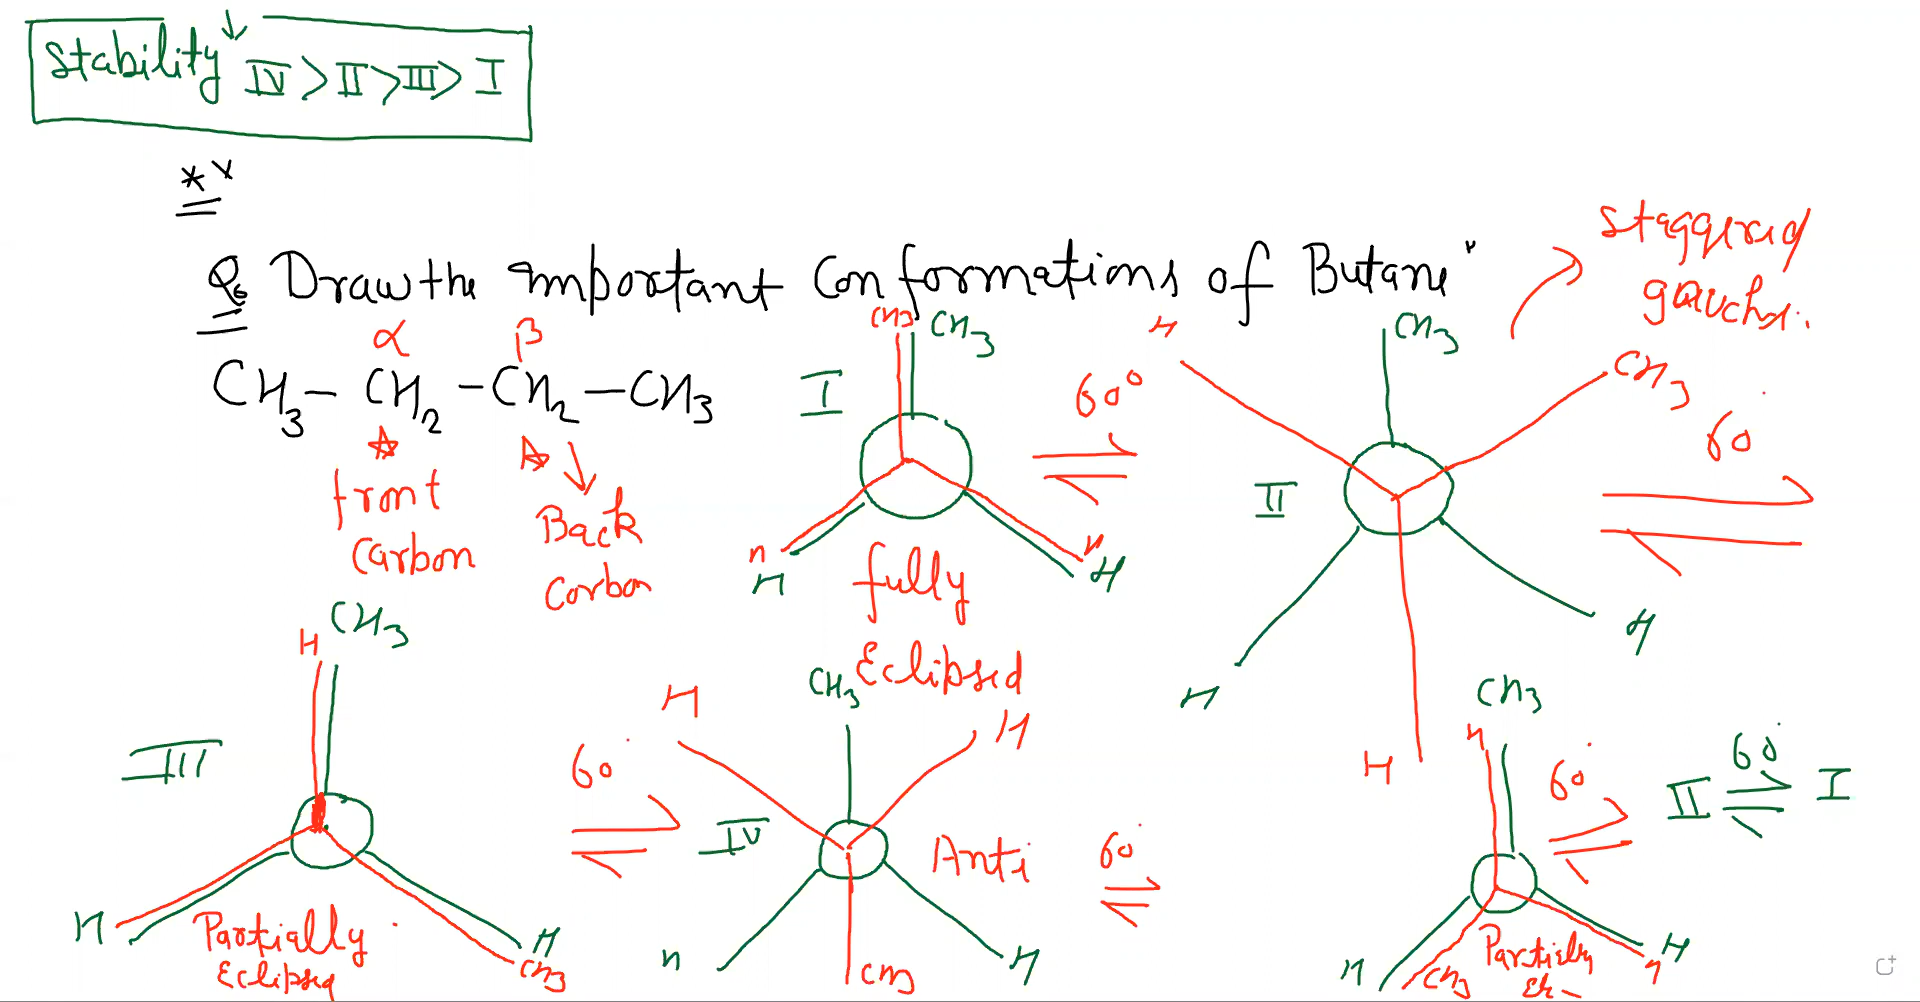 Stability ↓ IV > II > III > I
**
Q. Draw the important Conformations of Butane"
α β
CH3 - CH2 - CH2 - CH3
front carbon
Back Corbon
I
CH3 CH3
H H
H H
fully Eclipsed
60°
II
H CH3
CH3
H H
H
staggered gauche.
60°
III
H CH3
H H
CH3
Partially Eclipsed
60°
IV
H CH3 H
H H
CH3
Anti
60°
CH3
H
H H
CH3 H
Partially
60°
II 60° I